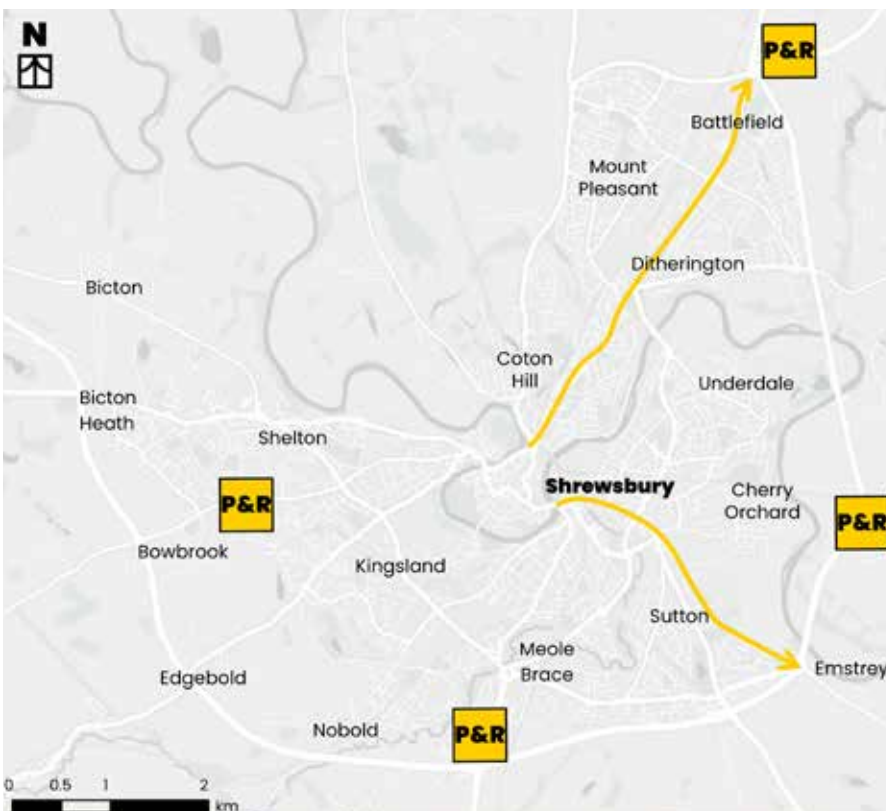 N
P&R
Battlefield
Mount
Pleasant
Ditherington
Bicton
Coton
Hill
Underdale
Bicton
Heath
Shelton
P&R
Shrewsbury
Cherry
Orchard
P&R
Bowbrook
Kingsland
Sutton
Meole
Brace
Emstrey
Edgebold
Nobold
P&R
0 0.5 1 2
km